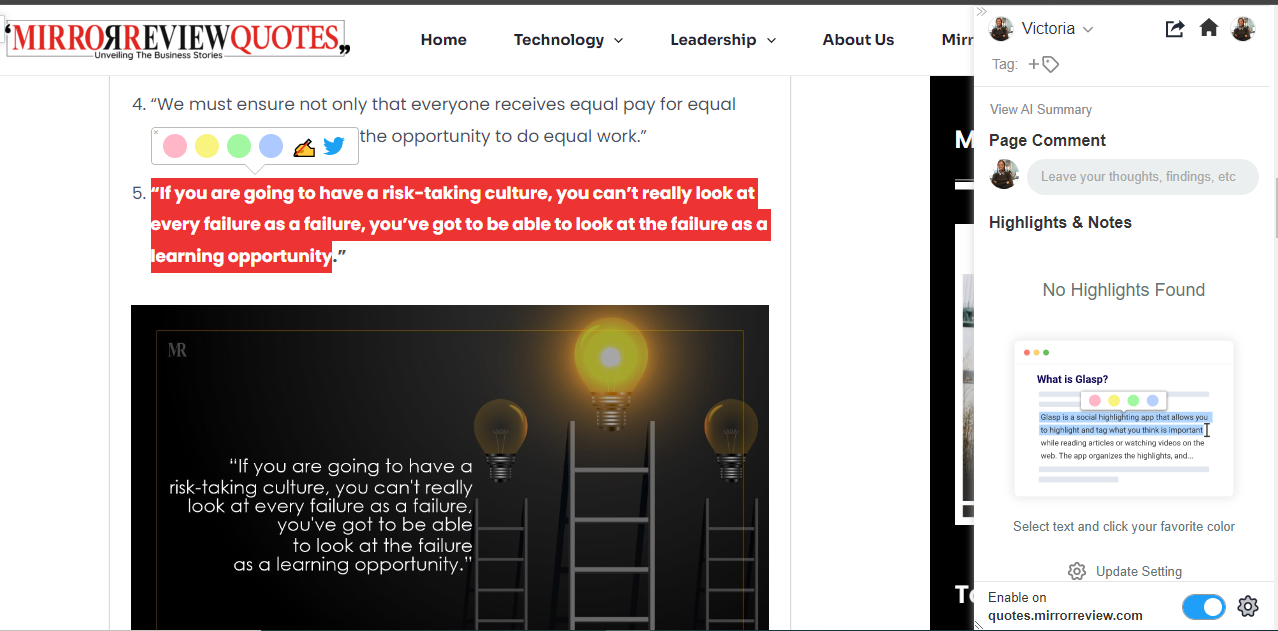 ‘MIRRORREVIEWQUOTES„
Unveiling The Business Stories
Home
Technology
Leadership
About Us
Mirr
4. “We must ensure not only that everyone receives equal pay for equal
the opportunity to do equal work.”
5. “If you are going to have a risk-taking culture, you can’t really look at
every failure as a failure, you’ve got to be able to look at the failure as a
learning opportunity.”
MR
“If you are going to have a
risk-taking culture, you can't really
look at every failure as a failure,
you've got to be able
to look at the failure
as a learning opportunity.”
M
To
Victoria
Tag: +
View AI Summary
Page Comment
Leave your thoughts, findings, etc
Highlights & Notes
No Highlights Found
What is Glasp?
Glasp is a social highlighting app that allows you
to highlight and tag what you think is important
while reading articles or watching videos on the
web. The app organizes the highlights, and...
Select text and click your favorite color
Update Setting
Enable on
quotes.mirrorreview.com